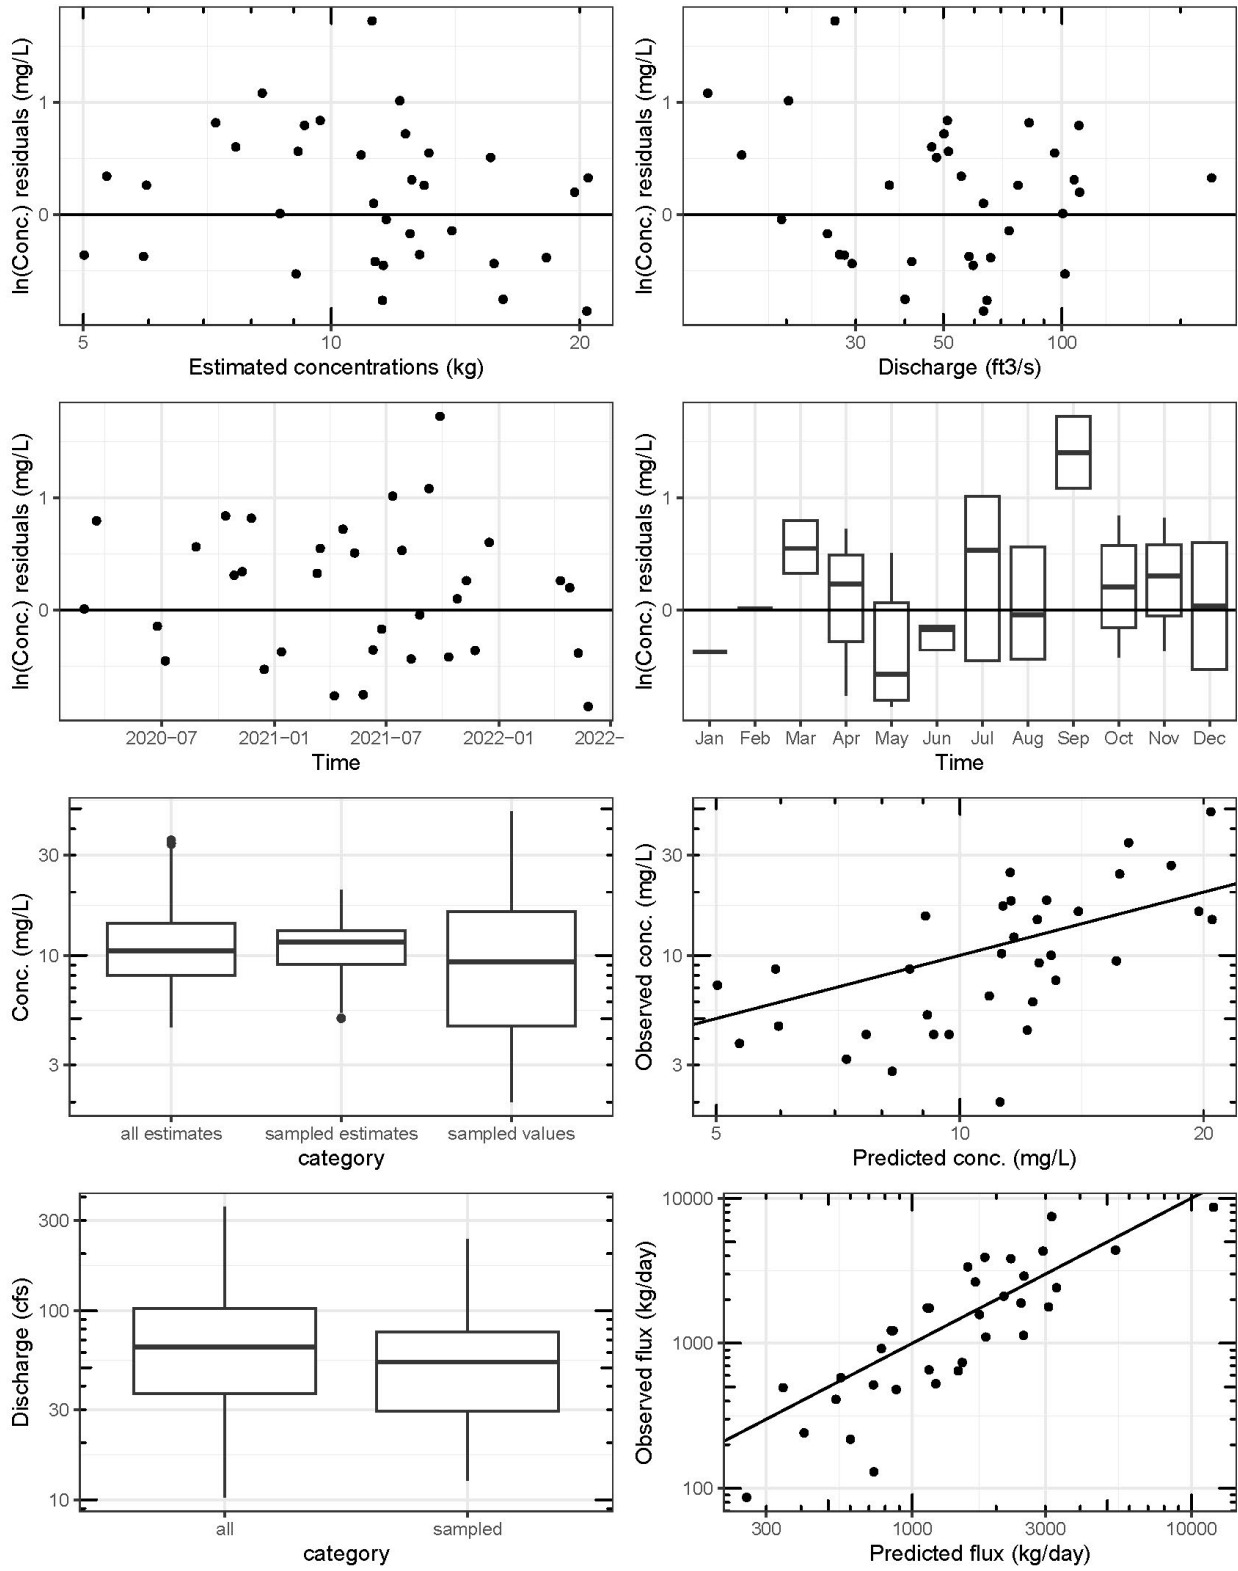 ln(Conc.) residuals (mg/L)
1
0
5
10
20
Estimated concentrations (kg)
ln(Conc.) residuals (mg/L)
1
0
30
50
100
Discharge (ft3/s)
ln(Conc.) residuals (mg/L)
1
0
2020−07
2021−01
2021−07
2022−01
2022−
Time
ln(Conc.) residuals (mg/L)
1
0
Jan Feb Mar Apr May Jun Jul Aug Sep Oct Nov Dec
Time
Conc. (mg/L)
30
10
3
all estimates
sampled estimates
sampled values
category
Observed conc. (mg/L)
30
10
3
5
10
20
Predicted conc. (mg/L)
Discharge (cfs)
300
100
30
10
all
sampled
category
Observed flux (kg/day)
10000
1000
100
300
1000
3000
10000
Predicted flux (kg/day)